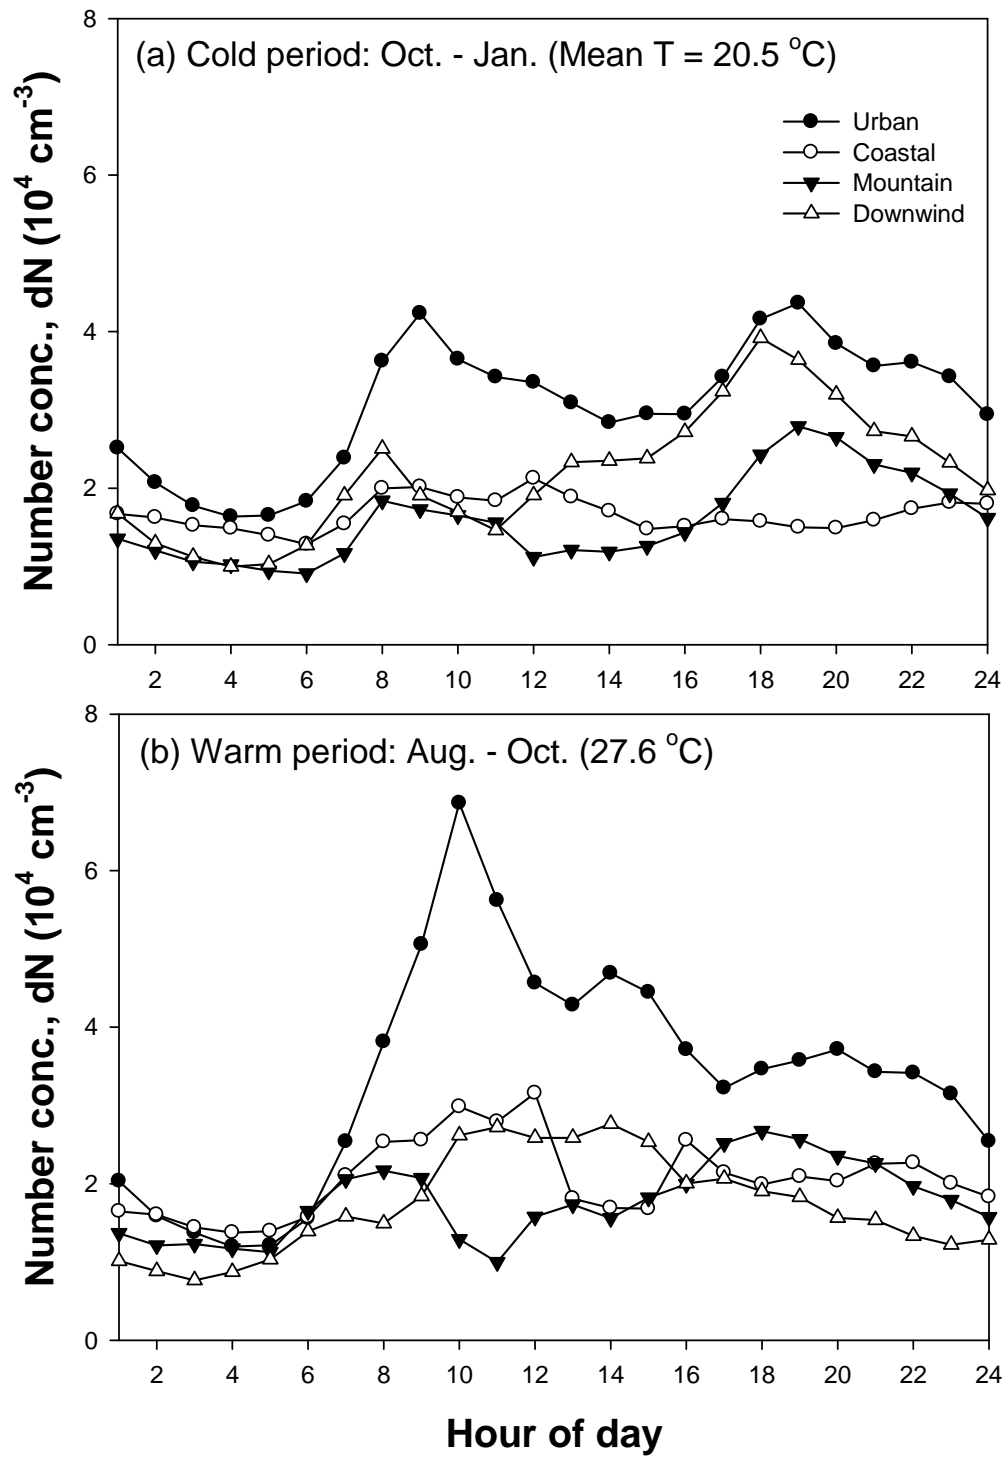 (a) Cold period: Oct. - Jan. (Mean T = 20.5 °C)
Urban
Coastal
Mountain
Downwind
Number conc., dN (10⁴ cm⁻³)
8
6
4
2
0
2 4 6 8 10 12 14 16 18 20 22 24
(b) Warm period: Aug. - Oct. (27.6 °C)
Number conc., dN (10⁴ cm⁻³)
8
6
4
2
0
2 4 6 8 10 12 14 16 18 20 22 24
Hour of day